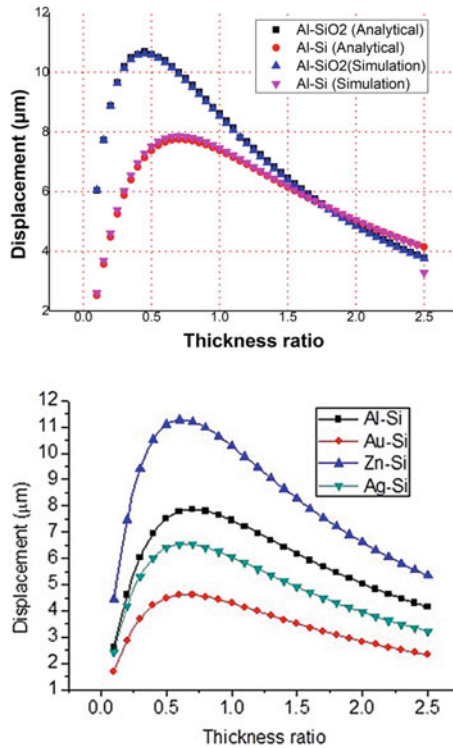 Al-SiO2 (Analytical)
Al-Si (Analytical)
Al-SiO2(Simulation)
Al-Si (Simulation)
Displacement (μm)
10
8
6
4
2
0.0 0.5 1.0 1.5 2.0 2.5
Thickness ratio
Al-Si
Au-Si
Zn-Si
Ag-Si
Displacement (μm)
12
11
10
9
8
7
6
5
4
3
2
1
0.0 0.5 1.0 1.5 2.0 2.5
Thickness ratio